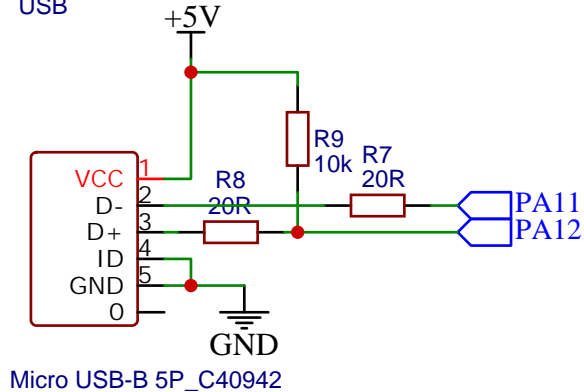 USB
+5V
R9
10k
R7
20R
R8
20R
VCC 1
D- 2
D+ 3
ID 4
GND 5
0
PA11
PA12
GND
Micro USB-B 5P_C40942